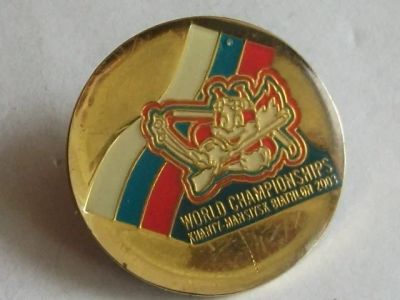 WORLD CHAMPIONSHIPS
KHANTY-MANSIYSK BIATHLON 2003